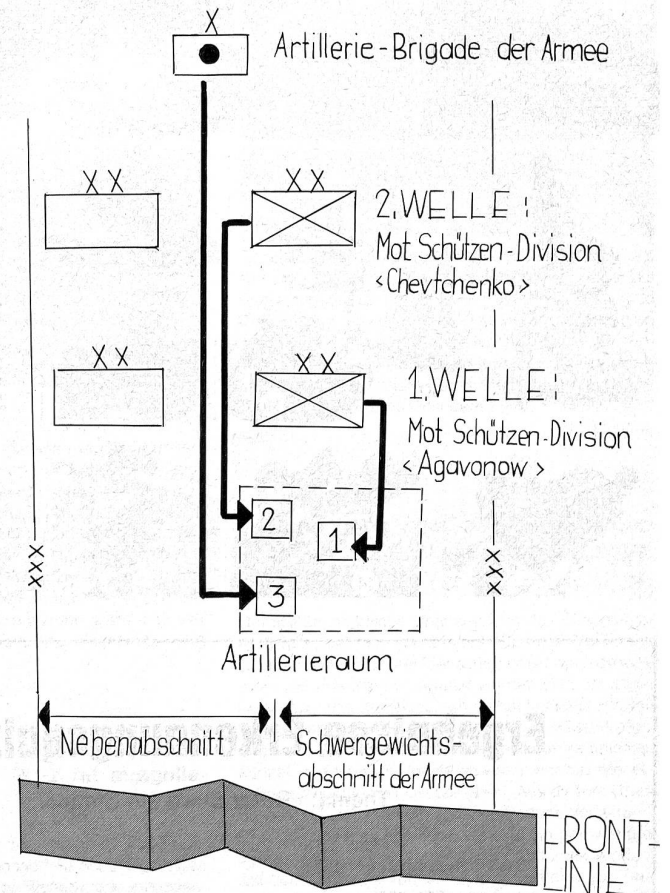 X
Artillerie-Brigade der Armee
XX
XX
2.WELLE:
Mot Schützen-Division
<Chevtchenko>
XX
XX
1.WELLE:
Mot Schützen-Division
<Agavonow>
2
1
3
XXX
XXX
Artillerieraum
Nebenabschnitt
Schwergewichts-
abschnitt der Armee
FRONT-
LINIE